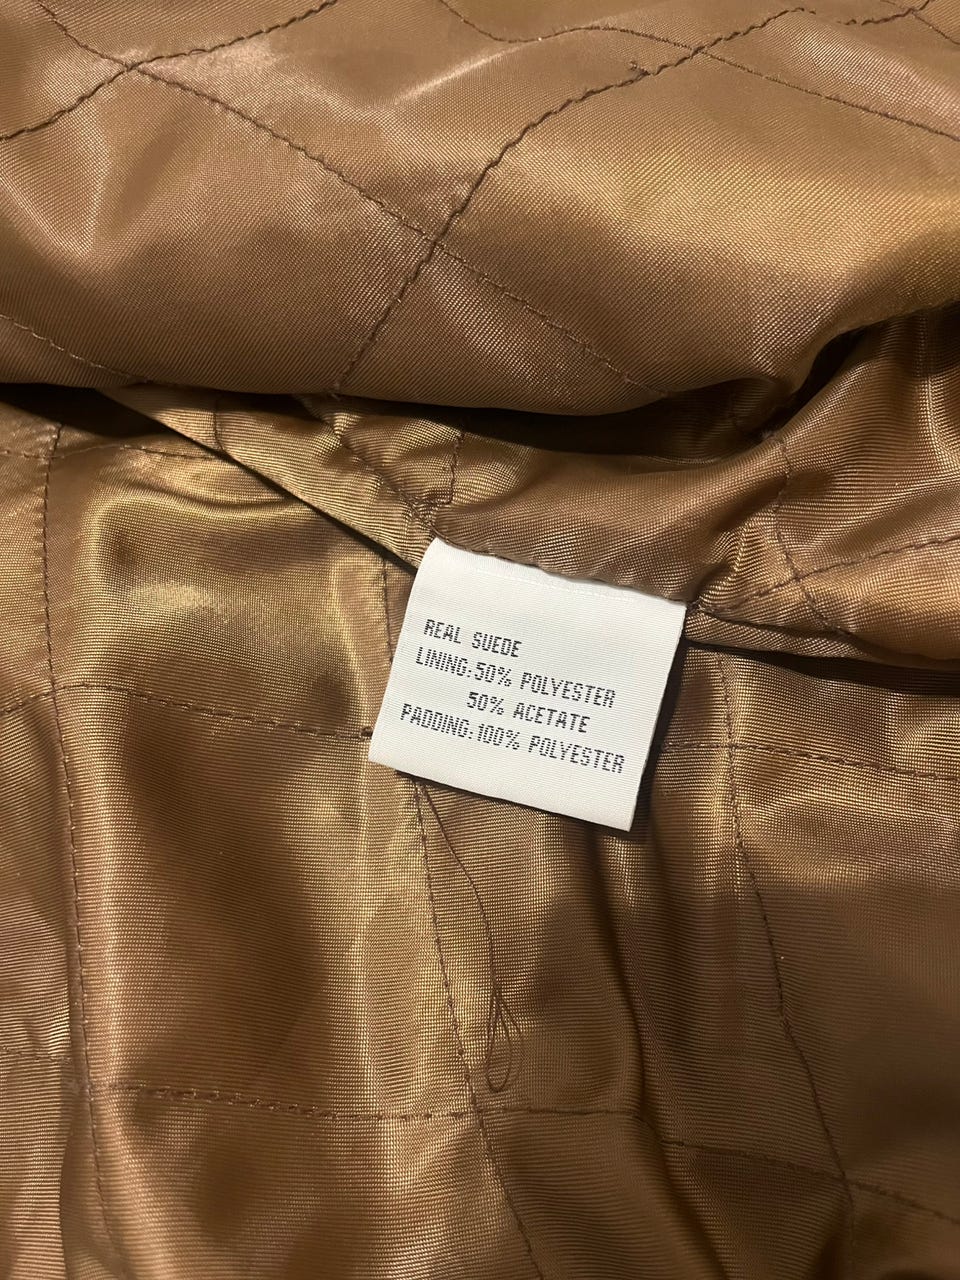 REAL SUEDE
LINING:50% POLYESTER
50% ACETATE
PADDING:100% POLYESTER